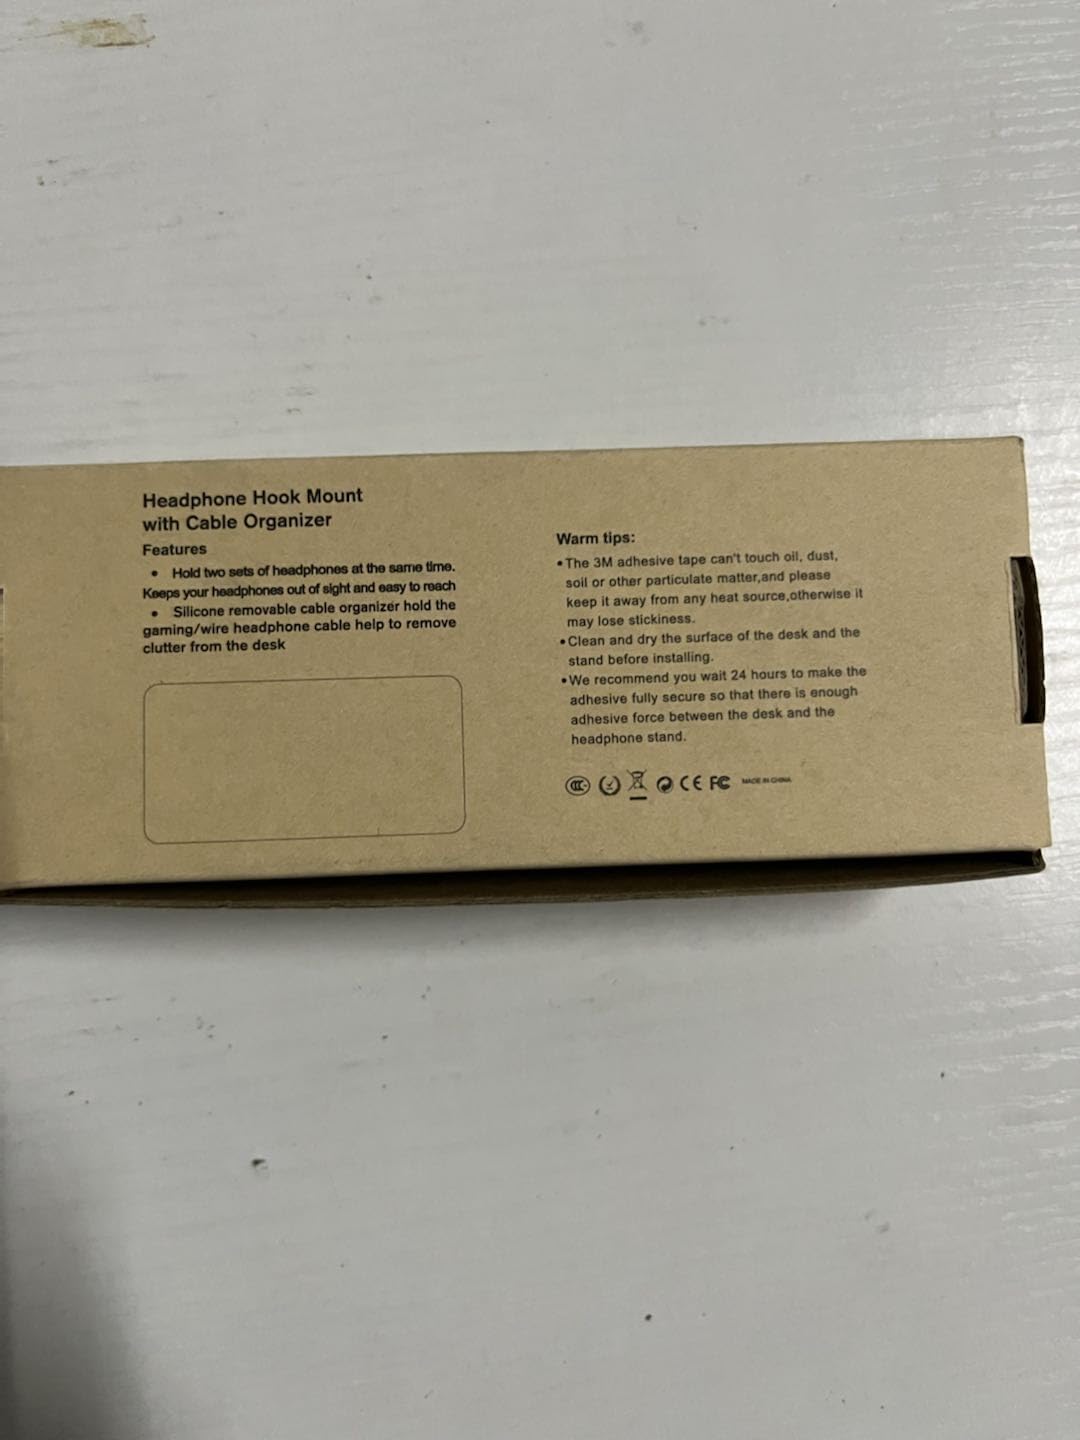 Headphone Hook Mount
with Cable Organizer
Features
• Hold two sets of headphones at the same time.
Keeps your headphones out of sight and easy to reach
• Silicone removable cable organizer hold the
gaming/wire headphone cable help to remove
clutter from the desk
Warm tips:
•The 3M adhesive tape can't touch oil, dust,
soil or other particulate matter,and please
keep it away from any heat source,otherwise it
may lose stickiness.
•Clean and dry the surface of the desk and the
stand before installing.
•We recommend you wait 24 hours to make the
adhesive fully secure so that there is enough
adhesive force between the desk and the
headphone stand.
CCC CE FC MADE IN CHINA